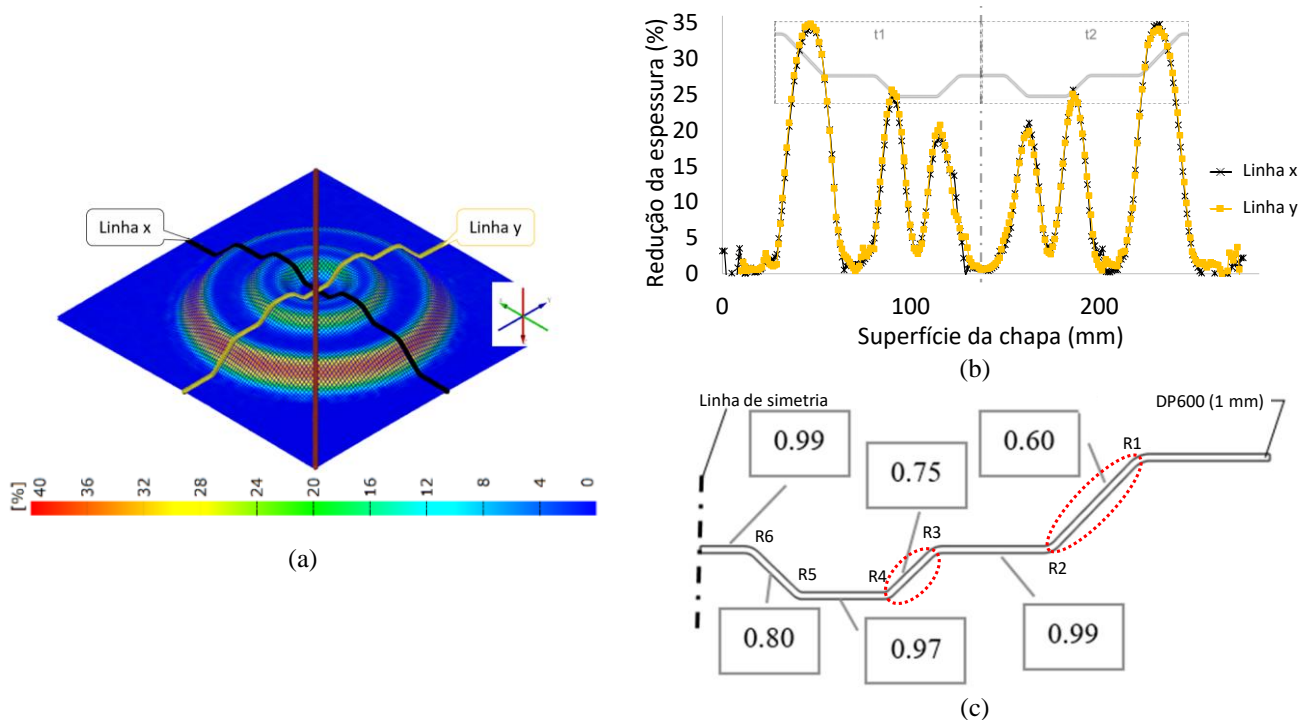 Linha x
Linha y
[%]
40
36
32
28
24
20
16
12
8
4
0
(a)
Redução da espessura (%)
35
30
25
20
15
10
5
0
t1
t2
Linha x
Linha y
0
100
200
Superfície da chapa (mm)
(b)
Linha de simetria
DP600 (1 mm)
0.99
0.75
0.60
R1
R6
R3
R5
R4
R2
0.80
0.97
0.99
(c)